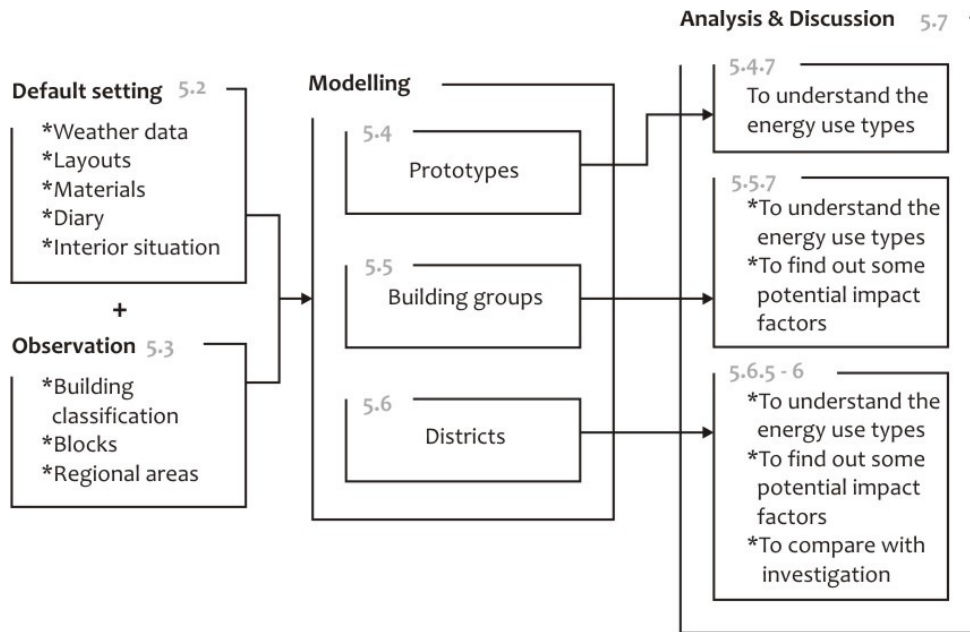 Default setting 5.2
*Weather data
*Layouts
*Materials
*Diary
*Interior situation
+
Observation 5.3
*Building
classification
*Blocks
*Regional areas
Modelling
5.4
Prototypes
5.5
Building groups
5.6
Districts
Analysis & Discussion 5.7
5.4.7
To understand the
energy use types
5.5.7
*To understand the
energy use types
*To find out some
potential impact
factors
5.6.5 - 6
*To understand the
energy use types
*To find out some
potential impact
factors
*To compare with
investigation